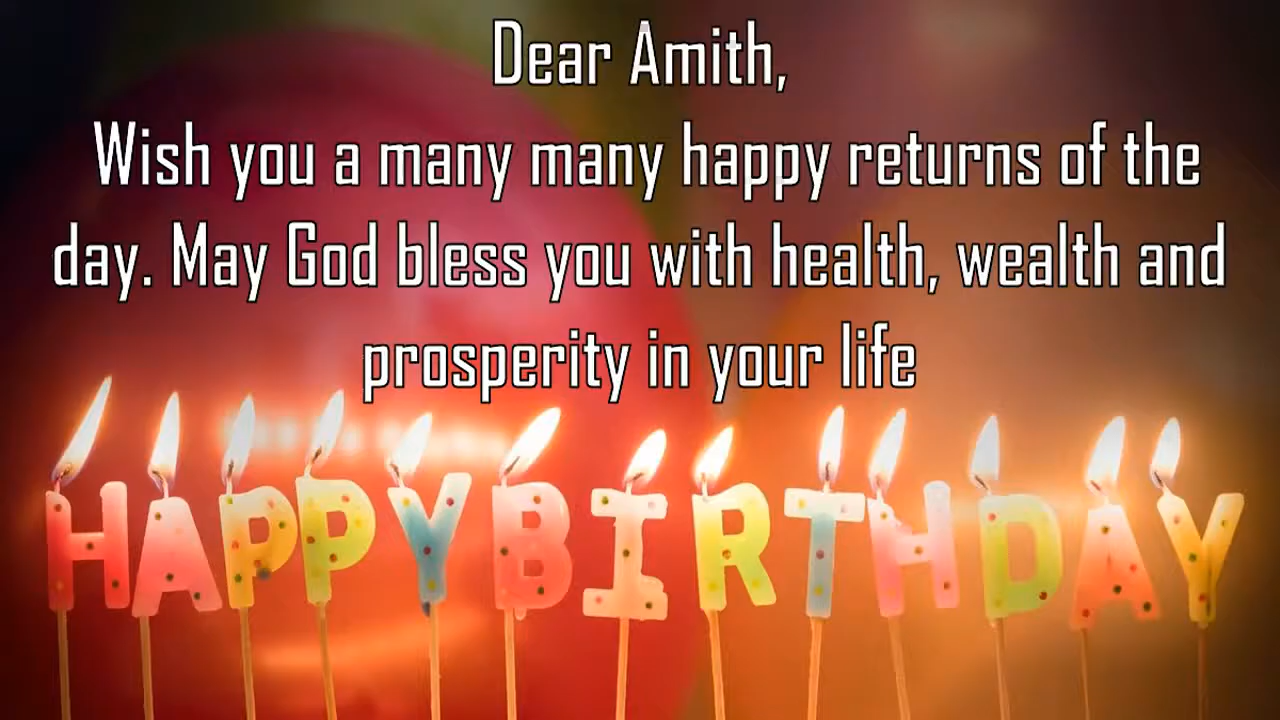 Dear Amith,
Wish you a many many happy returns of the
day. May God bless you with health, wealth and
prosperity in your life
HAPPY BIRTHDAY